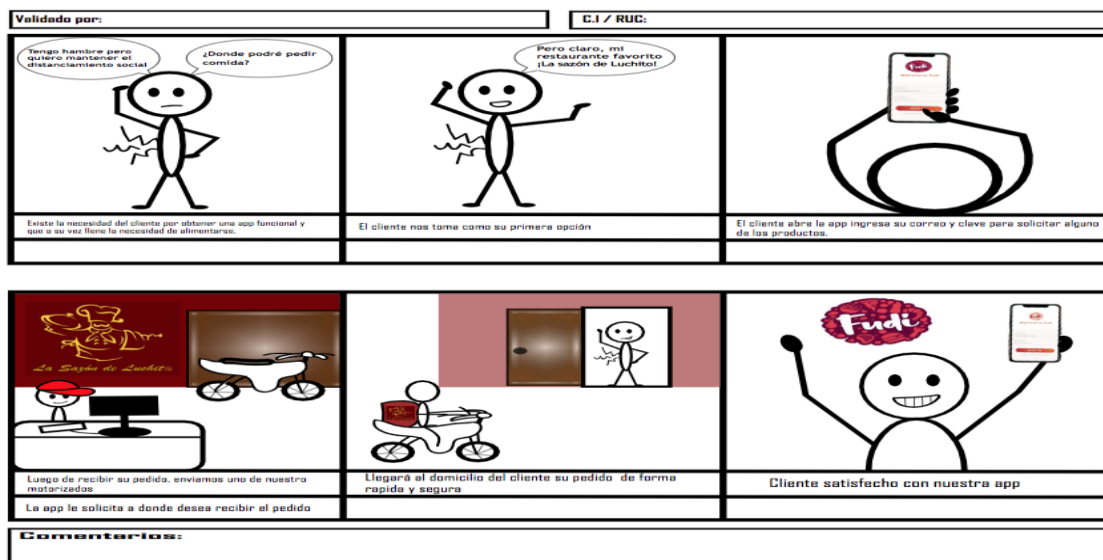 Validado por:
C.I / RUC:
Tengo hambre pero
quiero mantener el
distanciamiento social
¿Donde podré pedir
comida?
Pero claro, mi
restaurante favorito
¡La sazón de Luchito!
Fudi
Existe la necesidad del cliente por obtener una app funcional y
que a su vez llene la necesidad de alimentarse.
El cliente nos toma como su primera opción
El cliente abre la app ingresa su correo y clave para solicitar alguno
de los productos.
La Sazón de Luchito
Fudi
Luego de recibir su pedido, enviamos uno de nuestro
motorizados
La app le solicita a donde desea recibir el pedido
Llegará al domicilio del cliente su pedido de forma
rapida y segura
Cliente satisfecho con nuestra app
Comentarios: